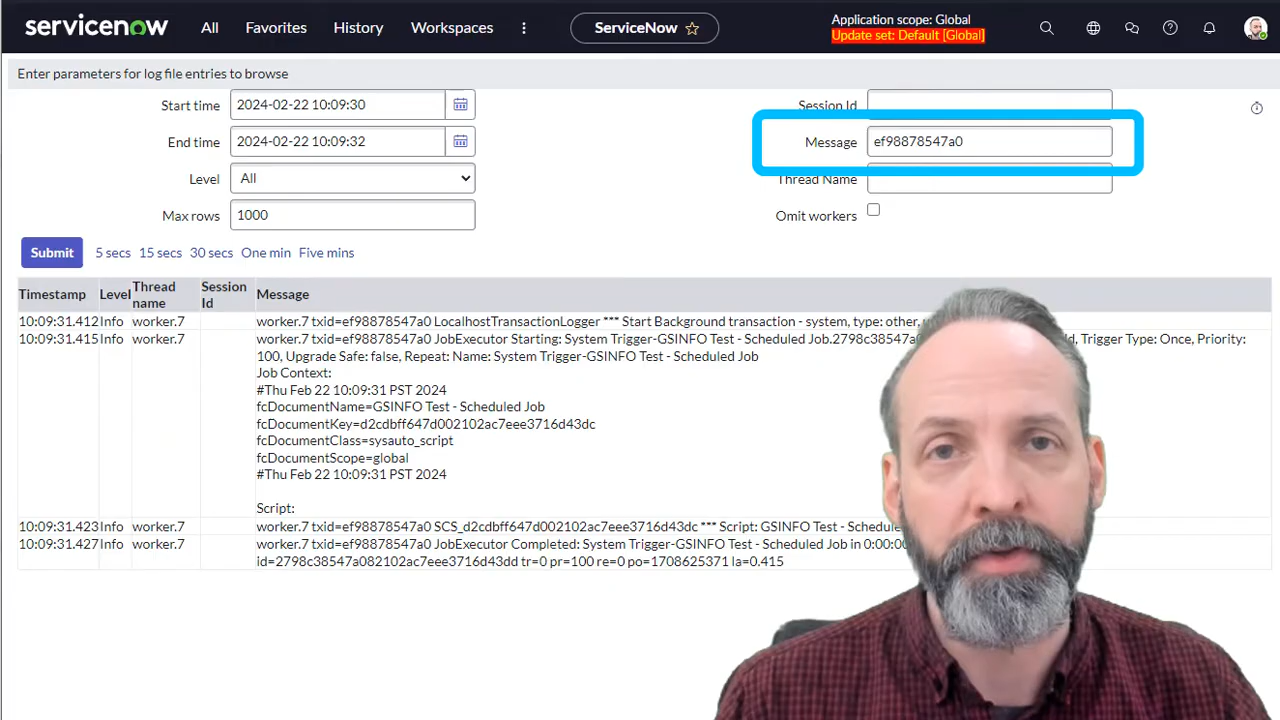 servicenow All Favorites History Workspaces ServiceNow Application scope: Global
Update set: Default [Global]
Enter parameters for log file entries to browse
Start time 2024-02-22 10:09:30 Session Id
End time 2024-02-22 10:09:32 Message ef98878547a0
Level All Thread Name
Max rows 1000 Omit workers
Submit 5 secs 15 secs 30 secs One min Five mins
Timestamp Level Thread name Session Id Message
10:09:31.412 Info worker.7 worker.7 txid=ef98878547a0 LocalhostTransactionLogger *** Start Background transaction - system, type: other,
10:09:31.415 Info worker.7 worker.7 txid=ef98878547a0 JobExecutor Starting: System Trigger-GSINFO Test - Scheduled Job.2798c38547a0 Trigger Type: Once, Priority:
100, Upgrade Safe: false, Repeat: Name: System Trigger-GSINFO Test - Scheduled Job
Job Context:
#Thu Feb 22 10:09:31 PST 2024
fcDocumentName=GSINFO Test - Scheduled Job
fcDocumentKey=d2cdbff647d002102ac7eee3716d43dc
fcDocumentClass=sysauto_script
fcDocumentScope=global
#Thu Feb 22 10:09:31 PST 2024
Script:
10:09:31.423 Info worker.7 worker.7 txid=ef98878547a0 SCS_d2cdbff647d002102ac7eee3716d43dc *** Script: GSINFO Test -
10:09:31.427 Info worker.7 worker.7 txid=ef98878547a0 JobExecutor Completed: System Trigger-GSINFO Test - Scheduled Job in
id=2798c38547a082102ac7eee3716d43dd tr=0 pr=100 re=0 po=1708625371 la=0.415